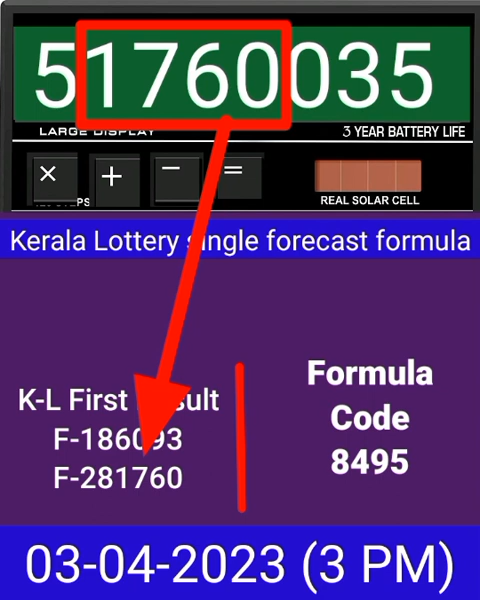 51760035
LARGE DISPLAY
3 YEAR BATTERY LIFE
× + − =
REAL SOLAR CELL
Kerala Lottery single forecast formula
K-L First Result
F-186093
F-281760
Formula
Code
8495
03-04-2023 (3 PM)